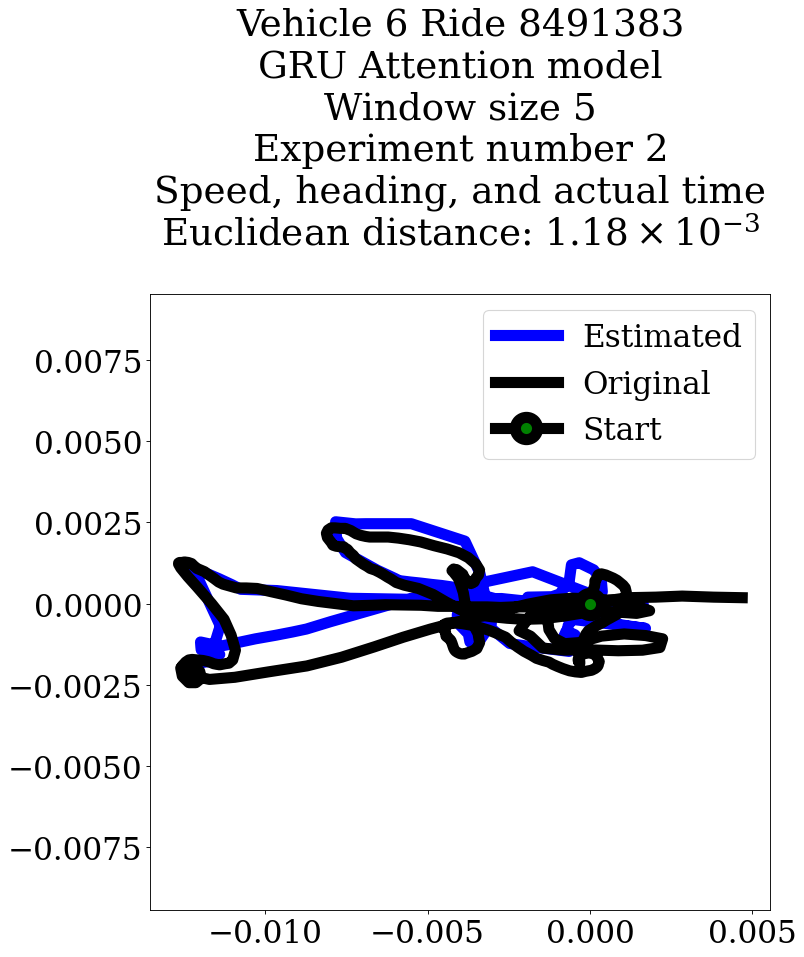 Vehicle 6 Ride 8491383
GRU Attention model
Window size 5
Experiment number 2
Speed, heading, and actual time
Euclidean distance: 1.18 × 10⁻³
Estimated
Original
Start
0.0075
0.0050
0.0025
0.0000
−0.0025
−0.0050
−0.0075
−0.010
−0.005
0.000
0.005